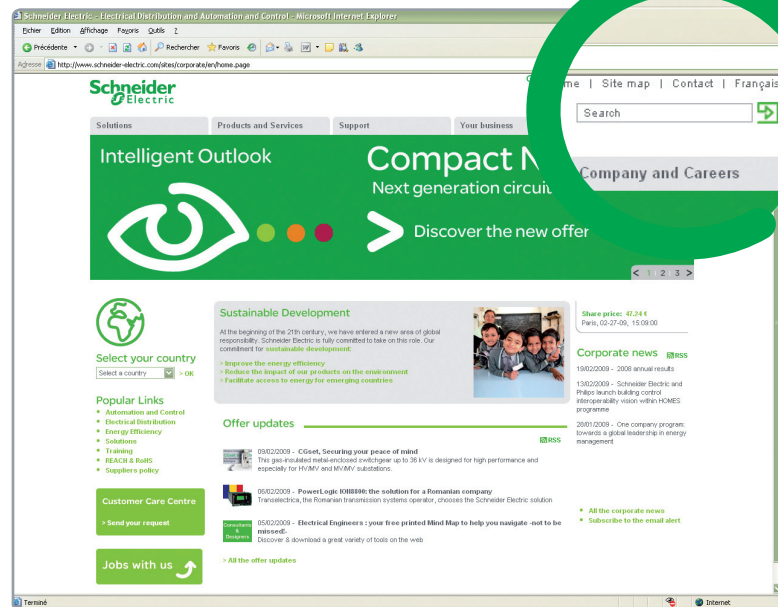 Schneider Electric - Electrical Distribution and Automation and Control - Microsoft Internet Explorer
Eichier Edition Affichage Favoris Outils ?
Précédente Rechercher Favoris
Adresse http://www.schneider-electric.com/sites/corporate/en/home.page
me | Site map | Contact | Français
Schneider
Electric
Search
Solutions Products and Services Support Your business Company and Careers
Intelligent Outlook
Compact N
Next generation circuit
> Discover the new offer
< 1 2 3 >
Select your country
Select a country > OK
Popular Links
• Automation and Control
• Electrical Distribution
• Energy Efficiency
• Solutions
• Training
• REACH & RoHS
• Suppliers policy
Customer Care Centre
> Send your request
Jobs with us
Sustainable Development
At the beginning of the 21th century, we have entered a new area of global
responsibility. Schneider Electric is fully committed to take on this role. Our
commitment for sustainable development:
> Improve the energy efficiency
> Reduce the impact of our products on the environment
> Facilitate access to energy for emerging countries
Offer updates
RSS
09/02/2009 - CGset, Securing your peace of mind
This gas-insulated metal-enclosed switchgear up to 36 kV is designed for high performance and
especially for HV/MV and MV/MV substations.
06/02/2009 - PowerLogic ION8800: the solution for a Romanian company
Transelectrica, the Romanian transmission systems operator, chooses the Schneider Electric solution
Consultants
&
Designers
05/02/2009 - Electrical Engineers : your free printed Mind Map to help you navigate -not to be
missed!-
Discover & download a great variety of tools on the web
> All the offer updates
Share price: 47.24 €
Paris, 02-27-09, 15:09:00
Corporate news RSS
19/02/2009 - 2008 annual results
13/02/2009 - Schneider Electric and
Philips launch building control
interoperability vision within HOMES
programme
28/01/2009 - One company program:
towards a global leadership in energy
management
• All the corporate news
• Subscribe to the email alert
Terminé Internet